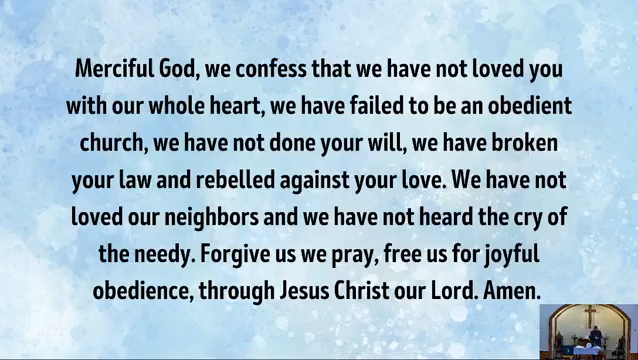 Merciful God, we confess that we have not loved you
with our whole heart, we have failed to be an obedient
church, we have not done your will, we have broken
your law and rebelled against your love. We have not
loved our neighbors and we have not heard the cry of
the needy. Forgive us we pray, free us for joyful
obedience, through Jesus Christ our Lord. Amen.